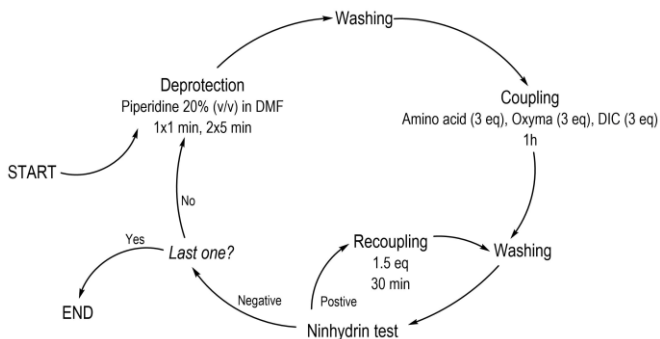 START
Deprotection
Piperidine 20% (v/v) in DMF
1x1 min, 2x5 min
Washing
Coupling
Amino acid (3 eq), Oxyma (3 eq), DIC (3 eq)
1h
Washing
Recoupling
1.5 eq
30 min
Postive
Ninhydrin test
Negative
Last one?
No
Yes
END